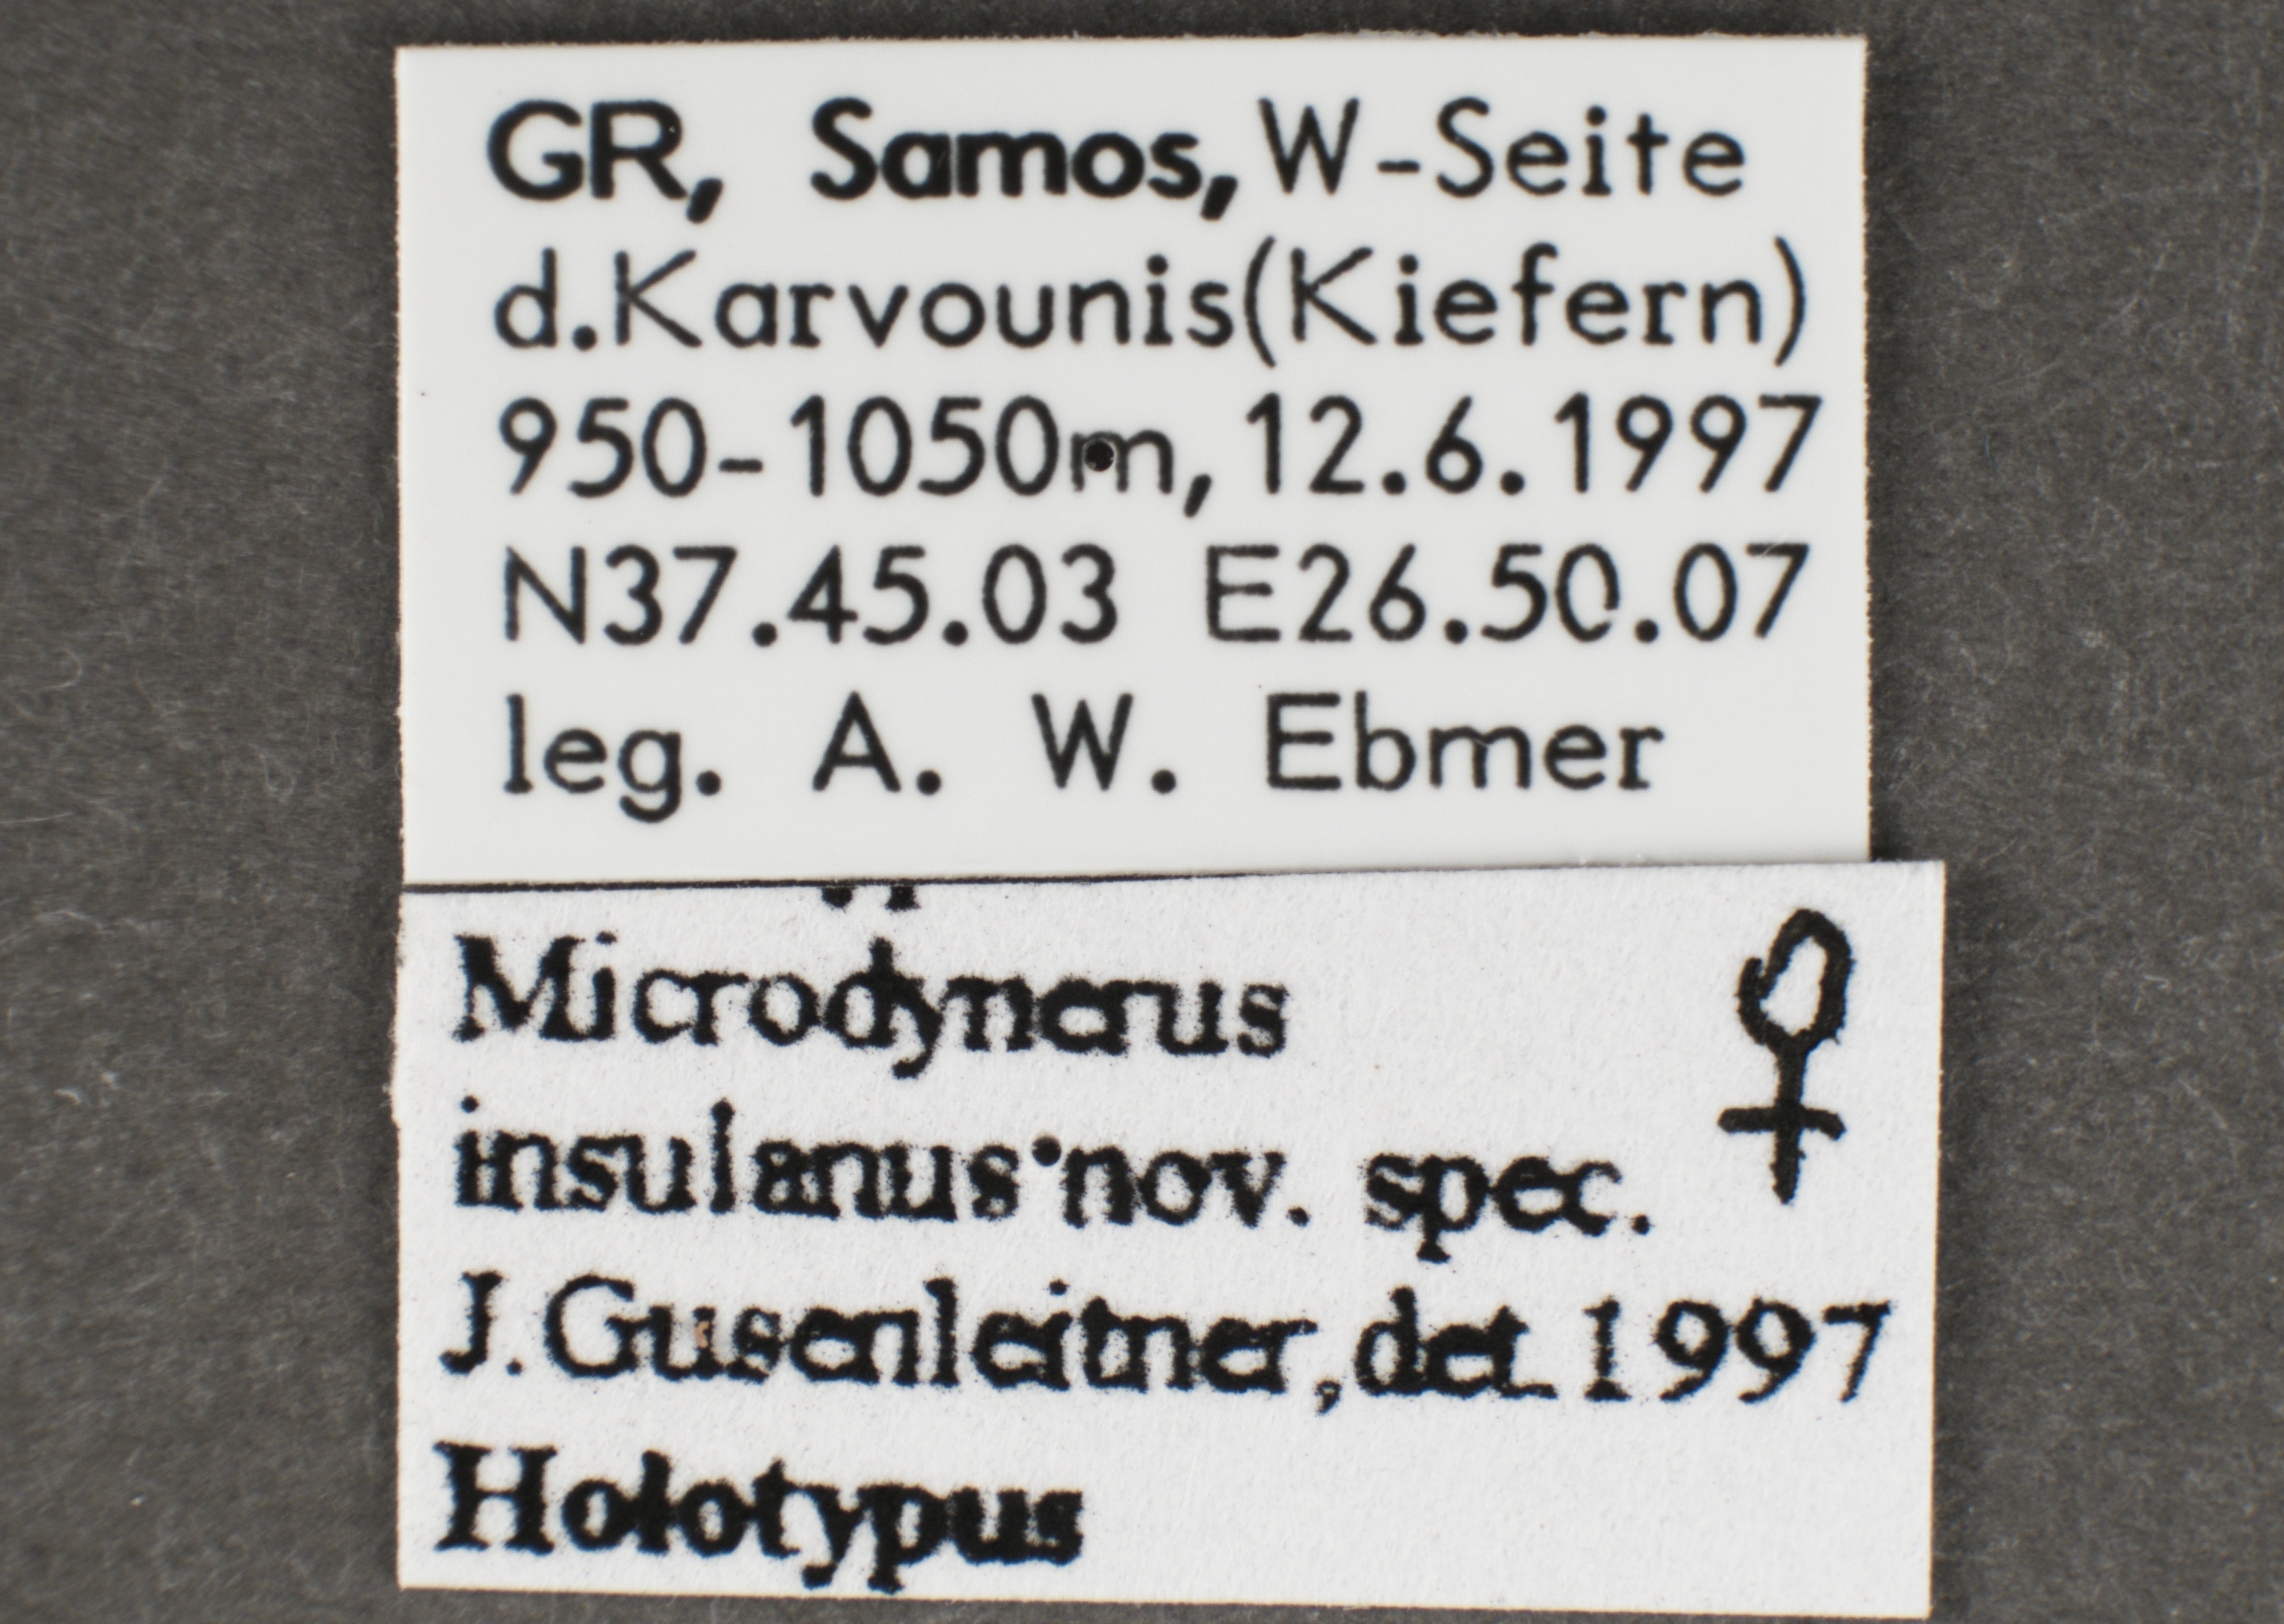 GR, Samos, W-Seite
d.Karvounis(Kiefern)
950-1050m, 12.6.1997
N37.45.03 E26.50.07
leg. A. W. Ebmer
Microdynerus ♀
insulanus nov. spec.
J.Gusenleitner, det. 1997
Holotypus